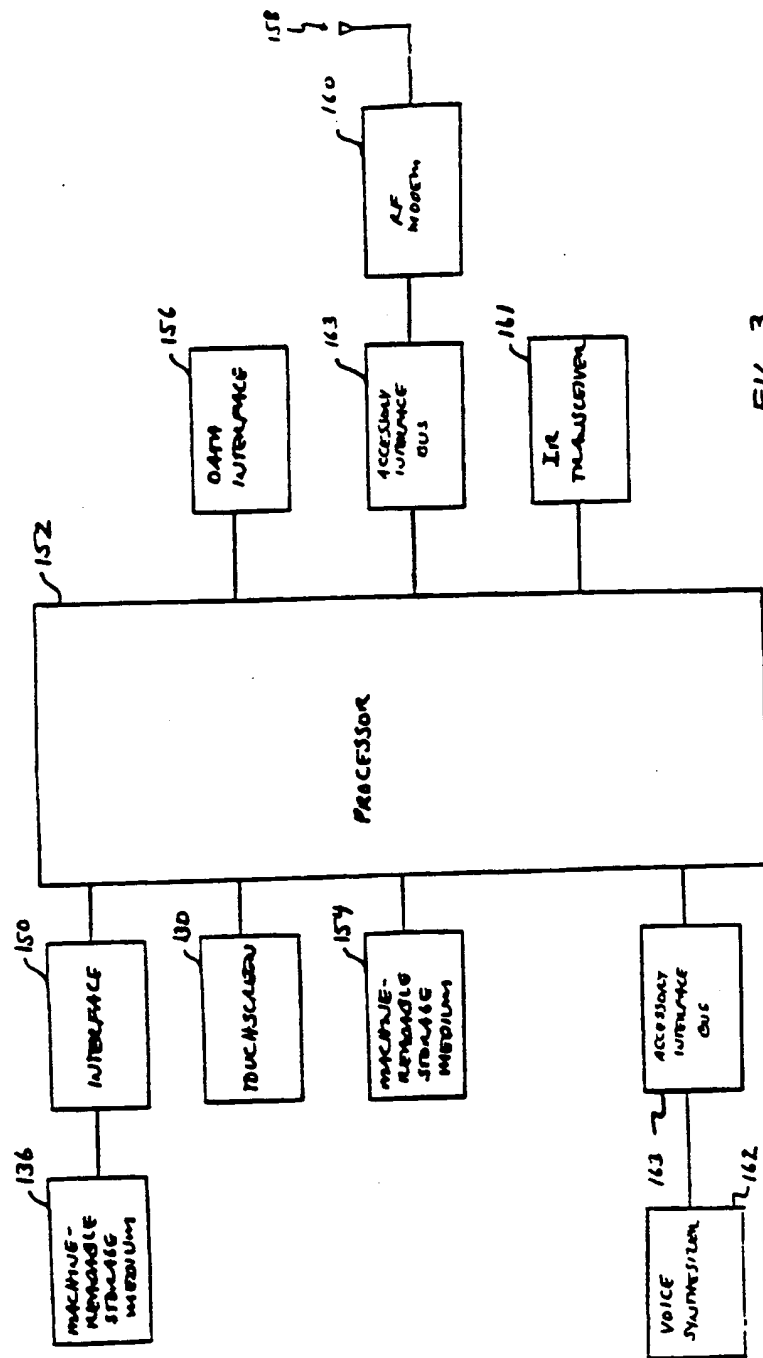 136
MACHINE-
READABLE
STORAGE
MEDIUM
150
INTERFACE
130
TOUCHSCREEN
154
MACHINE-
READABLE
STORAGE
MEDIUM
VOICE
SYNTHESIZER
162
163
ACCESSORY
INTERFACE
BUS
152
PROCESSOR
156
DATA
INTERFACE
163
ACCESSORY
INTERFACE
BUS
161
IR
TRANSCEIVER
160
RF
MODEM
158